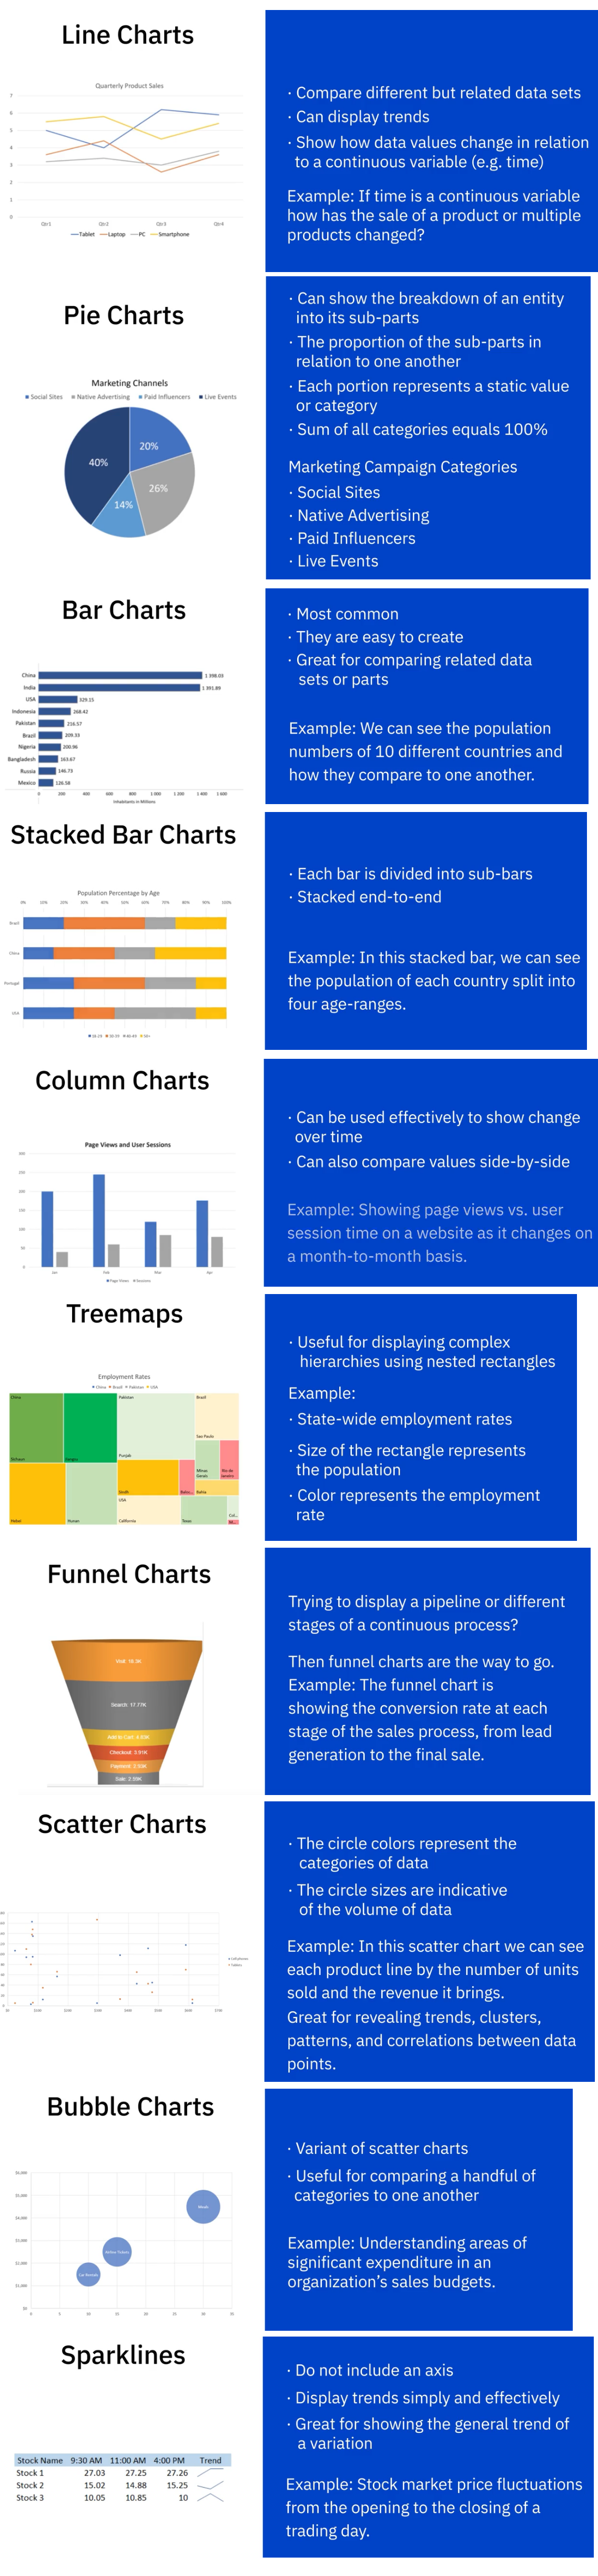 Line Charts
Quarterly Product Sales
7
6
5
4
3
2
1
0
Qtr1 Qtr2 Qtr3 Qtr4
Tablet Laptop PC Smartphone
· Compare different but related data sets
· Can display trends
· Show how data values change in relation
to a continuous variable (e.g. time)
Example: If time is a continuous variable
how has the sale of a product or multiple
products changed?
Pie Charts
Marketing Channels
Social Sites Native Advertising Paid Influencers Live Events
20%
40%
26%
14%
· Can show the breakdown of an entity
into its sub-parts
· The proportion of the sub-parts in
relation to one another
· Each portion represents a static value
or category
· Sum of all categories equals 100%
Marketing Campaign Categories
· Social Sites
· Native Advertising
· Paid Influencers
· Live Events
Bar Charts
China 1 398.03
India 1 391.89
USA 329.15
Indonesia 268.42
Pakistan 216.57
Brazil 209.33
Nigeria 200.96
Bangladesh 163.67
Russia 146.73
Mexico 126.58
0 200 400 600 800 1 000 1 200 1 400 1 600
Inhabitants in Millions
· Most common
· They are easy to create
· Great for comparing related data
sets or parts
Example: We can see the population
numbers of 10 different countries and
how they compare to one another.
Stacked Bar Charts
Population Percentage by Age
0% 10% 20% 30% 40% 50% 60% 70% 80% 90% 100%
Brazil
China
Portugal
USA
· Each bar is divided into sub-bars
· Stacked end-to-end
Example: In this stacked bar, we can see
the population of each country split into
four age-ranges.
Column Charts
Page Views and User Sessions
300
250
200
150
100
50
0
Jan Feb Mar Apr
Page Views Sessions
· Can be used effectively to show change
over time
· Can also compare values side-by-side
Example: Showing page views vs. user
session time on a website as it changes on
a month-to-month basis.
Treemaps
Employment Rates
China Brazil Pakistan USA
China
Pakistan
Brazil
Sao Paulo
Punjab
Sichuan
Minas
Gerais
Rio de
Janeiro
Sindh
Bahia
USA
Hebei
Hunan
California
Texas
· Useful for displaying complex
hierarchies using nested rectangles
Example:
· State-wide employment rates
· Size of the rectangle represents
the population
· Color represents the employment
rate
Funnel Charts
Visit: 18.3K
Search: 17.77K
Add to Cart: 4.83K
Checkout: 3.91K
Payment: 2.93K
Sale: 2.39K
Trying to display a pipeline or different
stages of a continuous process?
Then funnel charts are the way to go.
Example: The funnel chart is
showing the conversion rate at each
stage of the sales process, from lead
generation to the final sale.
Scatter Charts
· The circle colors represent the
categories of data
· The circle sizes are indicative
of the volume of data
Example: In this scatter chart we can see
each product line by the number of units
sold and the revenue it brings.
Great for revealing trends, clusters,
patterns, and correlations between data
points.
Bubble Charts
$6,000
$5,000
$4,000
$3,000
$2,000
$1,000
$0
0 5 10 15 20 25 30 35
Meals
Airline Tickets
Car Rentals
· Variant of scatter charts
· Useful for comparing a handful of
categories to one another
Example: Understanding areas of
significant expenditure in an
organization's sales budgets.
Sparklines
Stock Name 9:30 AM 11:00 AM 4:00 PM Trend
Stock 1 27.03 27.25 27.26
Stock 2 15.02 14.88 15.25
Stock 3 10.05 10.85 10
· Do not include an axis
· Display trends simply and effectively
· Great for showing the general trend of
a variation
Example: Stock market price fluctuations
from the opening to the closing of a
trading day.